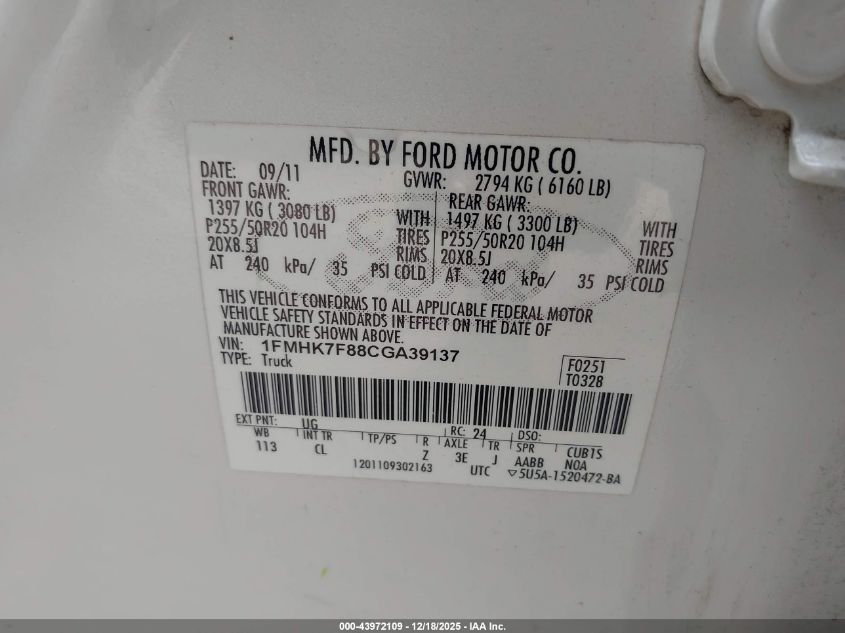 MFD. BY FORD MOTOR CO.
DATE: 09/11 GVWR: 2794 KG ( 6160 LB)
FRONT GAWR: REAR GAWR:
1397 KG ( 3080 LB) WITH 1497 KG ( 3300 LB) WITH
P255/50R20 104H TIRES P255/50R20 104H TIRES
20X8.5J RIMS 20X8.5J RIMS
AT 240 kPa/ 35 PSI COLD AT 240 kPa/ 35 PSI COLD
THIS VEHICLE CONFORMS TO ALL APPLICABLE FEDERAL MOTOR
VEHICLE SAFETY STANDARDS IN EFFECT ON THE DATE OF
MANUFACTURE SHOWN ABOVE.
VIN: 1FMHK7F88CGA39137
TYPE: Truck
F0251
T0328
EXT PNT: UG RC: 24 DSO:
WB INT TR TP/PS R AXLE TR SPR CUB1S
113 CL Z 3E J AABB N0A
1201109302163 UTC ▽5U5A-1520472-BA
Ford
000-43972109 - 12/18/2025 - IAA Inc.